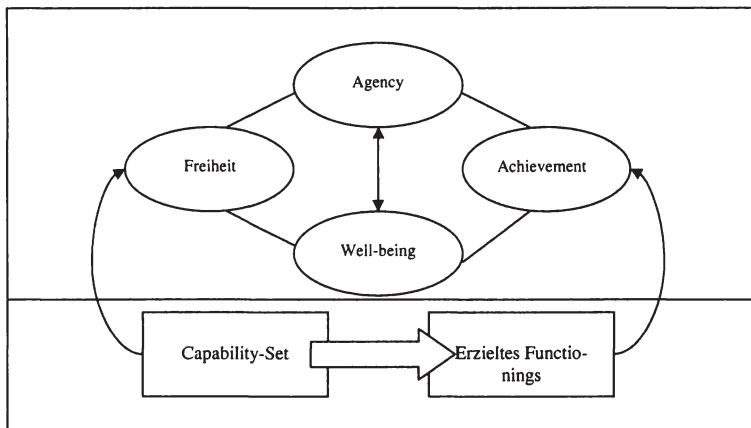 Agency
Freiheit
Achievement
Well-being
Capability-Set
Erzieltes Functio-
nings